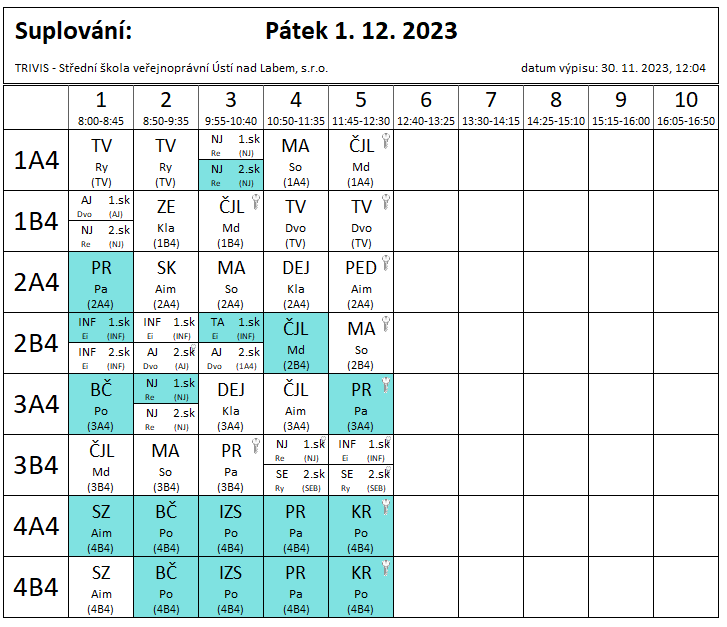 Suplování: Pátek 1. 12. 2023
TRIVIS - Střední škola veřejnoprávní Ústí nad Labem, s.r.o. datum výpisu: 30. 11. 2023, 12:04
1 2 3 4 5 6 7 8 9 10
8:00-8:45 8:50-9:35 9:55-10:40 10:50-11:35 11:45-12:30 12:40-13:25 13:30-14:15 14:25-15:10 15:15-16:00 16:05-16:50
1A4
TV Ry (TV)
TV Ry (TV)
NJ 1.sk
Re (NJ)
NJ 2.sk
Re (NJ)
MA So (1A4)
ČJL Md (1A4)
1B4
AJ 1.sk
Dvo (AJ)
NJ 2.sk
Re (NJ)
ZE Kla (1B4)
ČJL Md (1B4)
TV Dvo (TV)
TV Dvo (TV)
2A4
PR Pa (2A4)
SK Aim (2A4)
MA So (2A4)
DEJ Kla (2A4)
PED Aim (2A4)
2B4
INF 1.sk
Ei (INF)
INF 2.sk
Ei (INF)
INF 1.sk
Ei (INF)
AJ 2.sk
Dvo (AJ)
TA 1.sk
Ei (INF)
AJ 2.sk
Dvo (1A4)
ČJL Md (2B4)
MA So (2B4)
3A4
BČ Po (3A4)
NJ 1.sk
Re (NJ)
NJ 2.sk
Re (NJ)
DEJ Kla (3A4)
ČJL Aim (3A4)
PR Pa (3A4)
3B4
ČJL Md (3B4)
MA So (3B4)
PR Pa (3B4)
NJ 1.sk
Re (NJ)
SE 2.sk
Ry (SEB)
INF 1.sk
Ei (INF)
SE 2.sk
Ry (SEB)
4A4
SZ Aim (4B4)
BČ Po (4B4)
IZS Po (4B4)
PR Pa (4B4)
KR Po (4B4)
4B4
SZ Aim (4B4)
BČ Po (4B4)
IZS Po (4B4)
PR Pa (4B4)
KR Po (4B4)